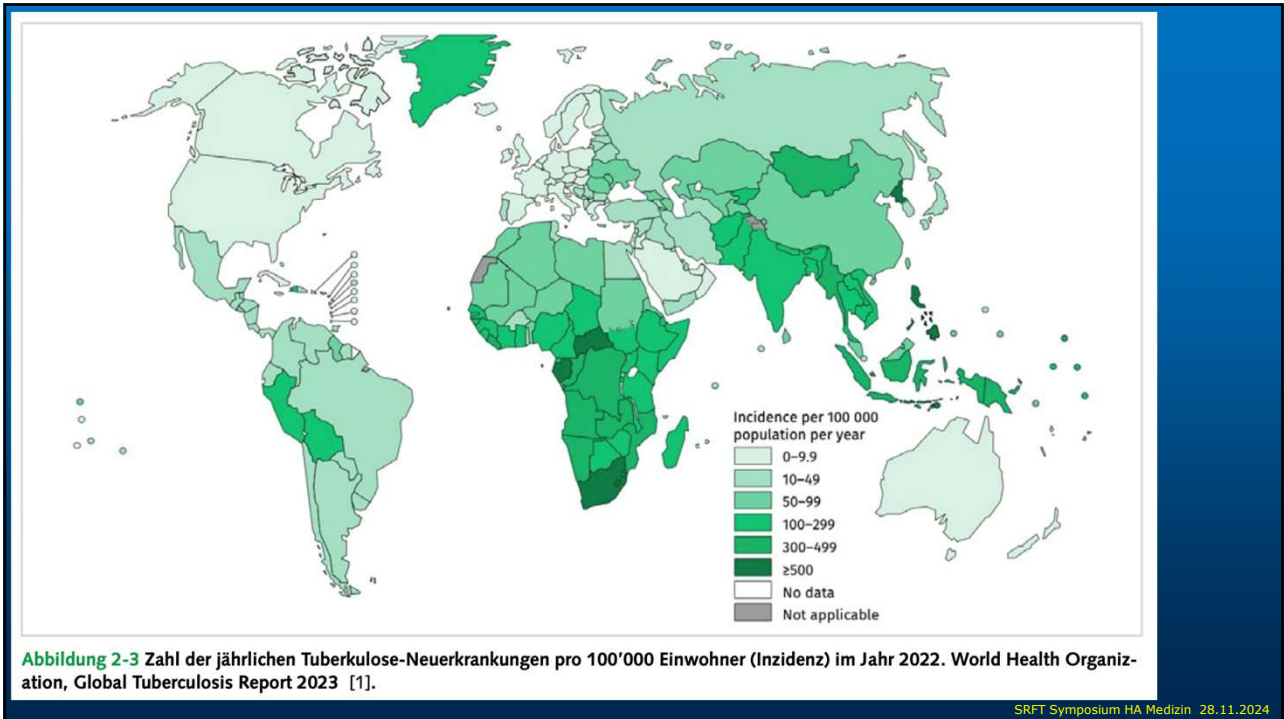 Incidence per 100 000
population per year
0–9.9
10–49
50–99
100–299
300–499
≥500
No data
Not applicable
Abbildung 2-3 Zahl der jährlichen Tuberkulose-Neuerkrankungen pro 100'000 Einwohner (Inzidenz) im Jahr 2022. World Health Organiz-
ation, Global Tuberculosis Report 2023 [1].
SRFT Symposium HA Medizin 28.11.2024